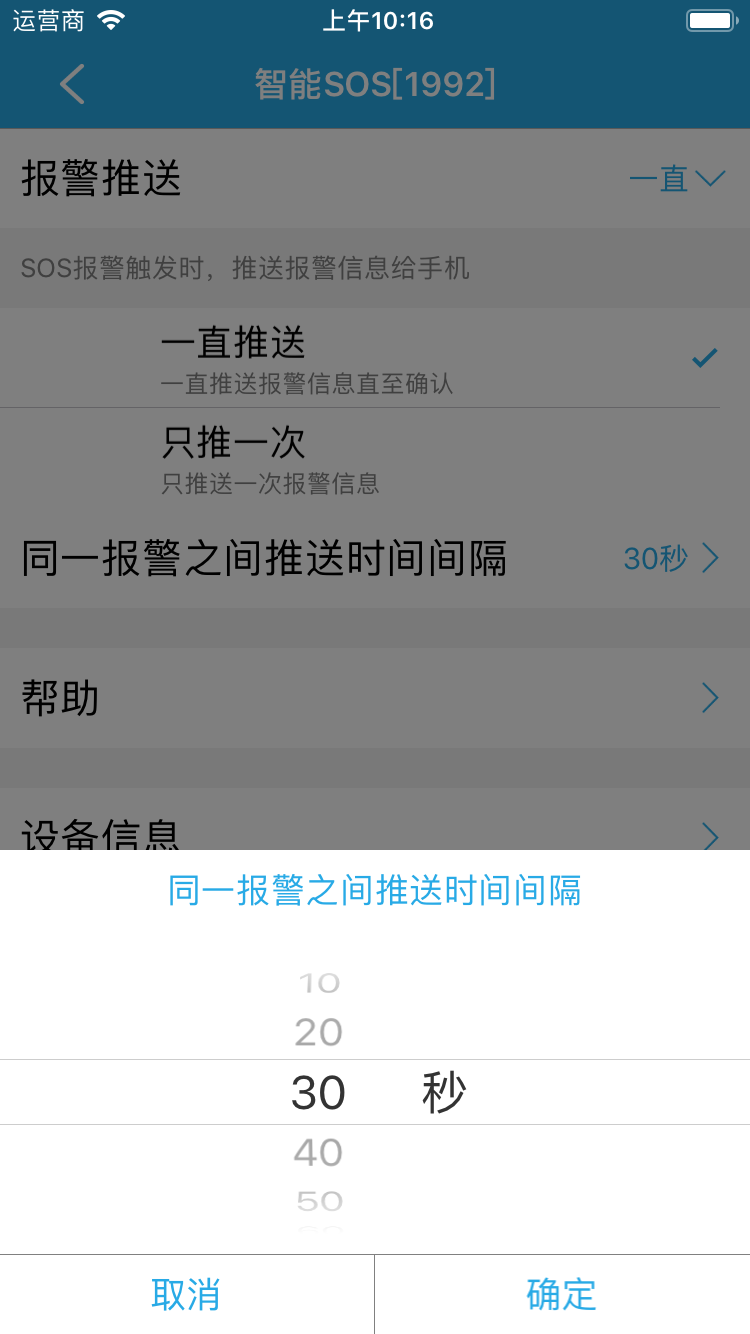 运营商
上午10:16
智能SOS[1992]
报警推送
一直
SOS报警触发时，推送报警信息给手机
一直推送
一直推送报警信息直至确认
只推一次
只推送一次报警信息
同一报警之间推送时间间隔
30秒
帮助
设备信息
同一报警之间推送时间间隔
10
20
30 秒
40
50
取消
确定